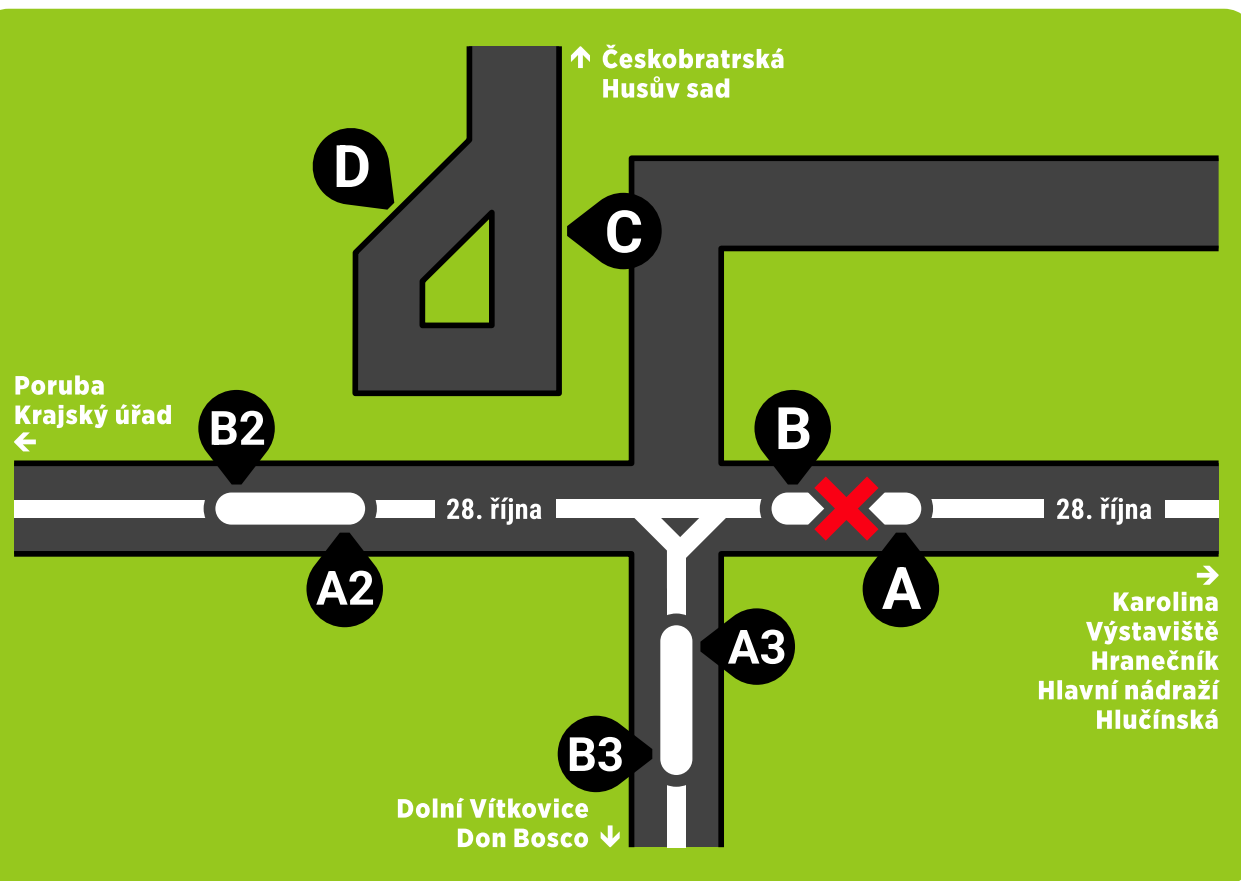 ↑ Českobratrská
Husův sad
D
C
Poruba
Krajský úřad
←
B2
B
28. října
28. října
A2
A
→
Karolina
Výstaviště
Hranečník
Hlavní nádraží
Hlučínská
A3
B3
Dolní Vítkovice
Don Bosco ↓